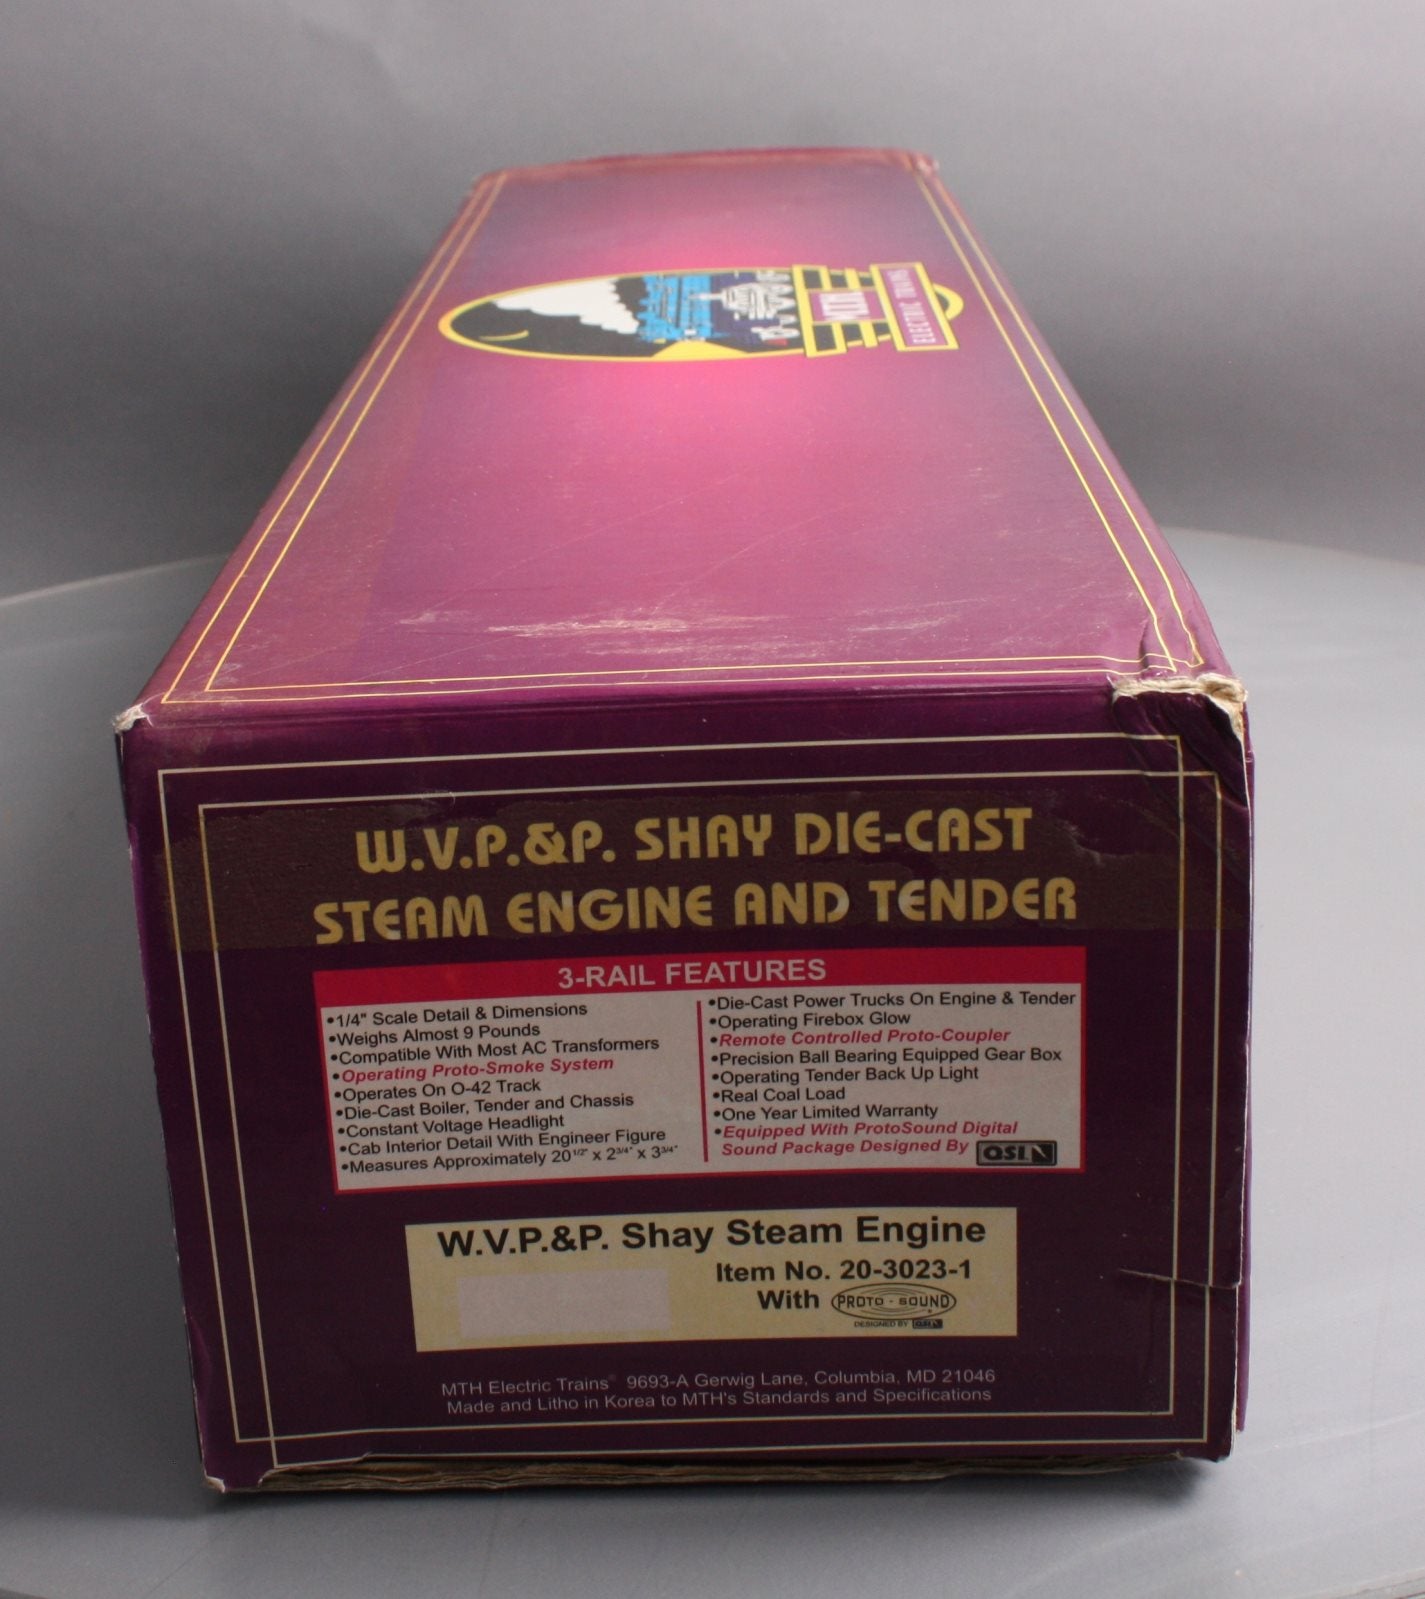 MTH
ELECTRIC TRAINS
W.V.P.&P. SHAY DIE-CAST
STEAM ENGINE AND TENDER
3-RAIL FEATURES
•1/4" Scale Detail & Dimensions
•Weighs Almost 9 Pounds
•Compatible With Most AC Transformers
•Operating Proto-Smoke System
•Operates On O-42 Track
•Die-Cast Boiler, Tender and Chassis
•Constant Voltage Headlight
•Cab Interior Detail With Engineer Figure
•Measures Approximately 20 1/2" x 2 3/4" x 3 3/4"
•Die-Cast Power Trucks On Engine & Tender
•Operating Firebox Glow
•Remote Controlled Proto-Coupler
•Precision Ball Bearing Equipped Gear Box
•Operating Tender Back Up Light
•Real Coal Load
•One Year Limited Warranty
•Equipped With ProtoSound Digital
Sound Package Designed By QSI
W.V.P.&P. Shay Steam Engine
Item No. 20-3023-1
With PROTO-SOUND®
DESIGNED BY QSI
MTH Electric Trains® 9693-A Gerwig Lane, Columbia, MD 21046
Made and Litho in Korea to MTH's Standards and Specifications